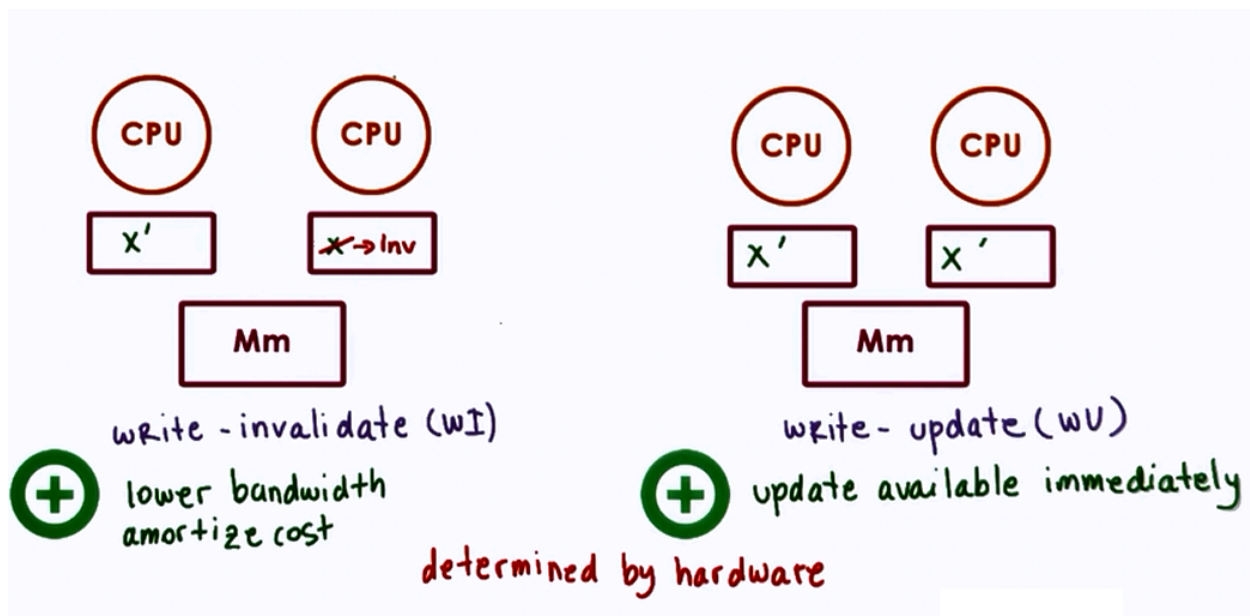 CPU
CPU
X'
x→Inv
Mm
write-invalidate (WI)
lower bandwidth
amortize cost
CPU
CPU
X'
X'
Mm
write-update (WU)
update available immediately
determined by hardware